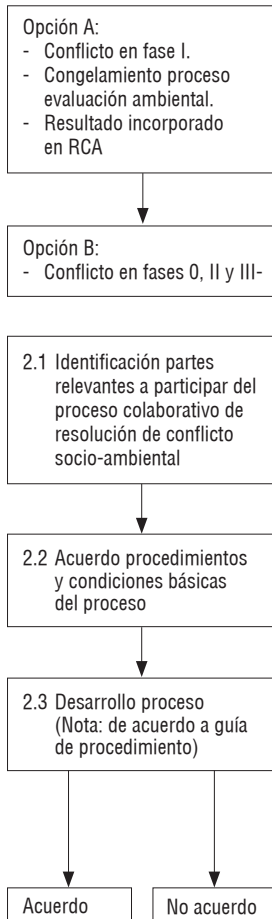 Opción A:
- Conflicto en fase I.
- Congelamiento proceso
evaluación ambiental.
- Resultado incorporado
en RCA
Opción B:
- Conflicto en fases 0, II y III-
2.1 Identificación partes
relevantes a participar del
proceso colaborativo de
resolución de conflicto
socio-ambiental
2.2 Acuerdo procedimientos
y condiciones básicas
del proceso
2.3 Desarrollo proceso
(Nota: de acuerdo a guía
de procedimiento)
Acuerdo
No acuerdo